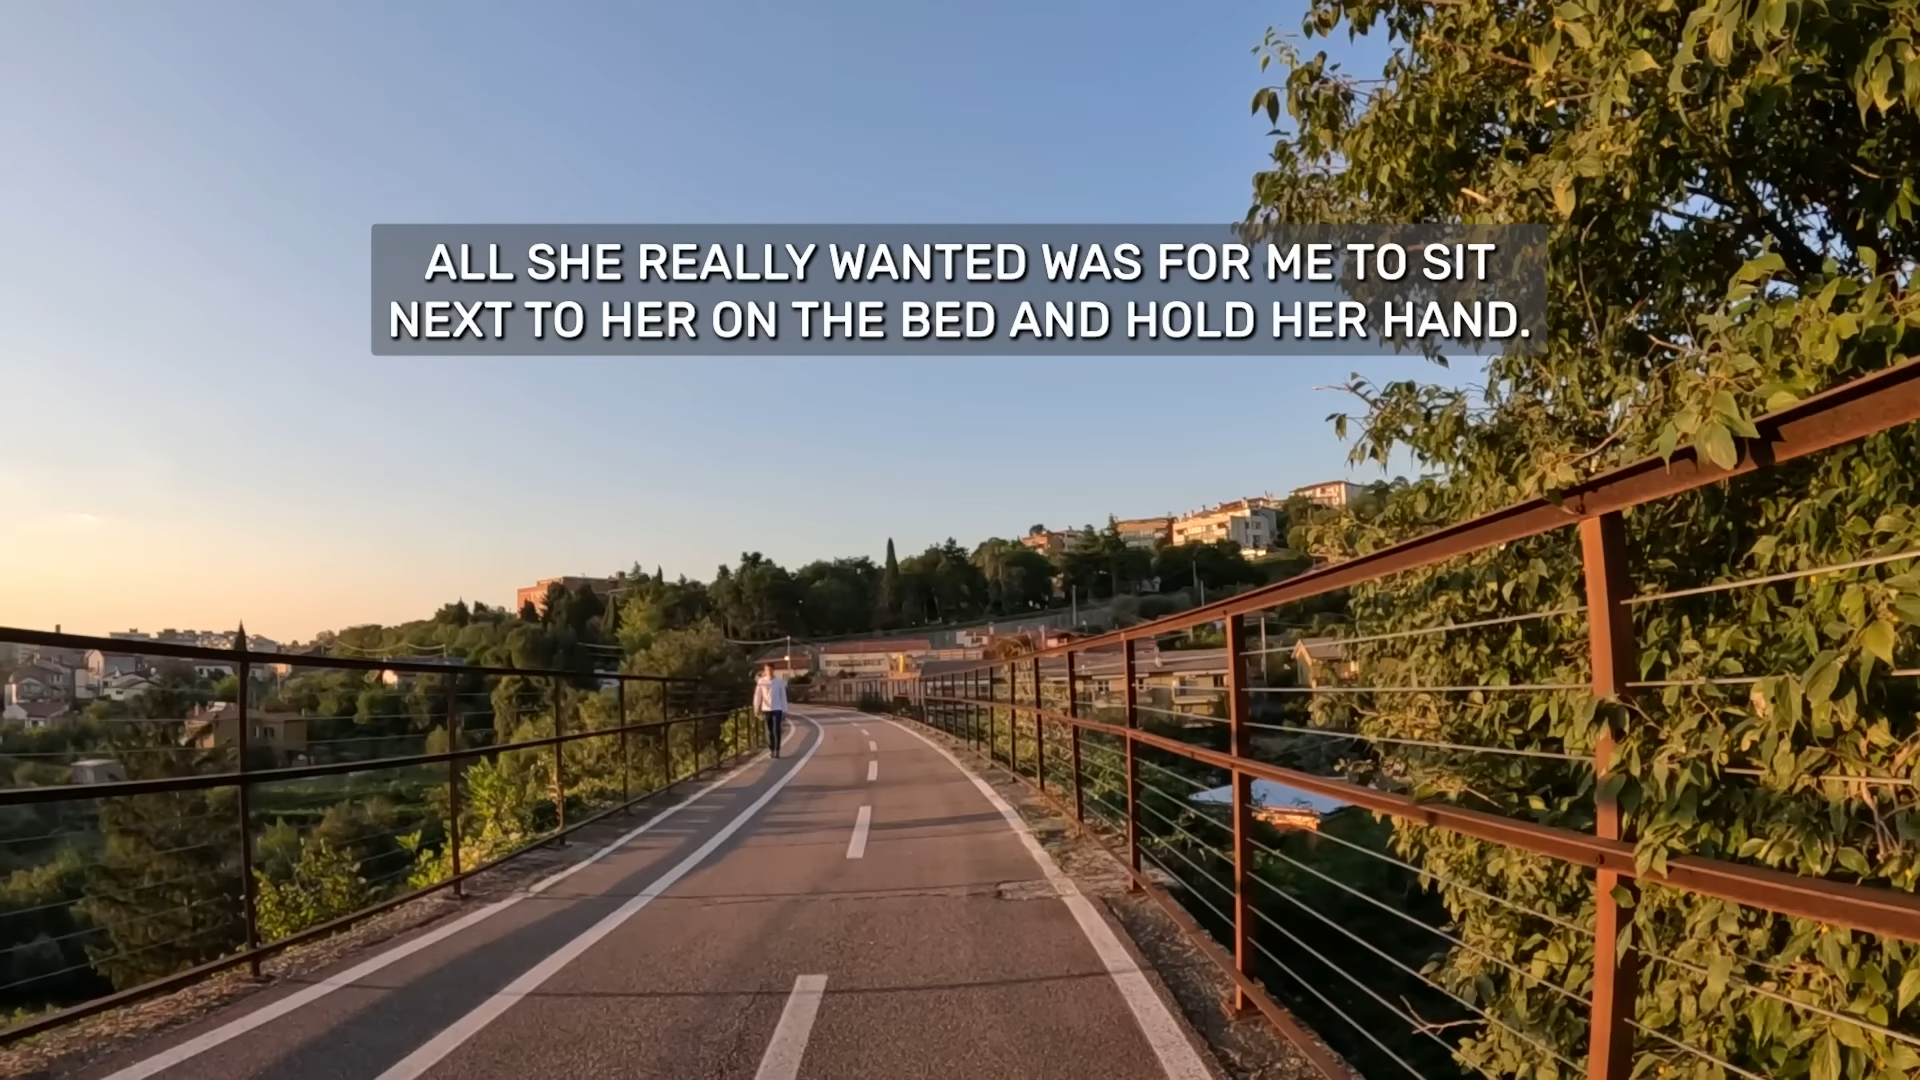 ALL SHE REALLY WANTED WAS FOR ME TO SIT
NEXT TO HER ON THE BED AND HOLD HER HAND.